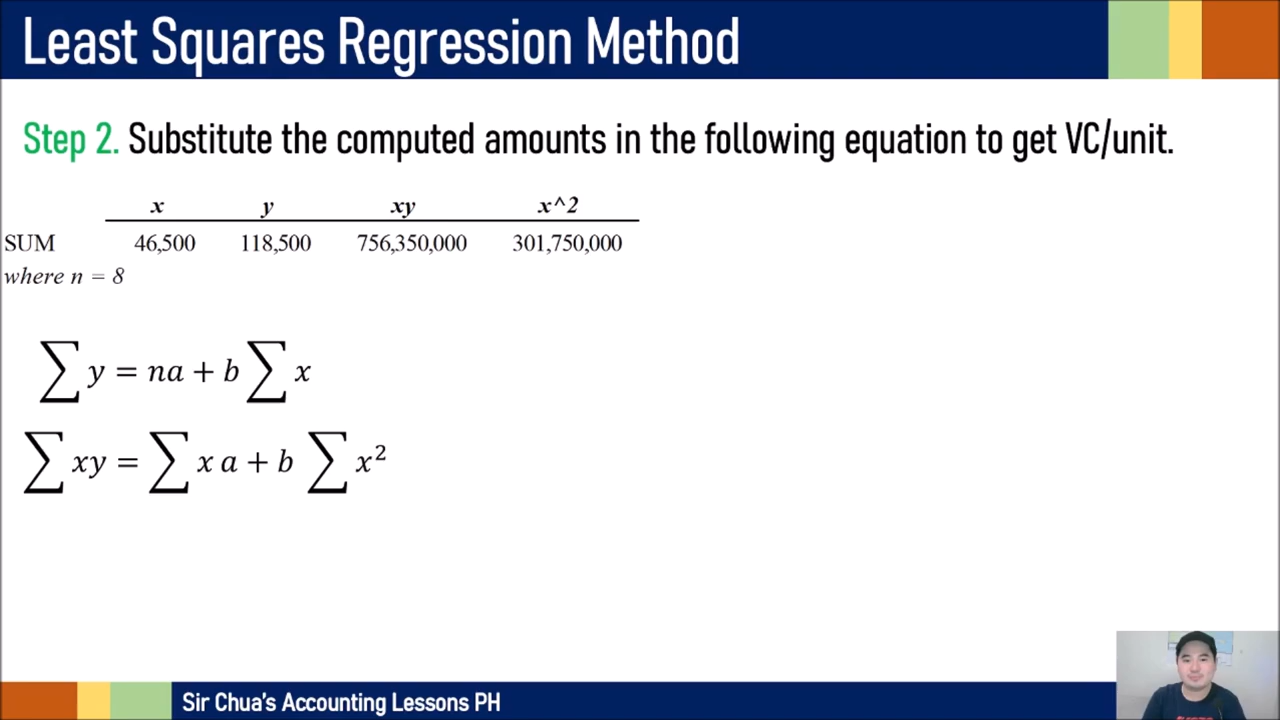 Least Squares Regression Method
Step 2. Substitute the computed amounts in the following equation to get VC/unit.
x y xy x^2
SUM 46,500 118,500 756,350,000 301,750,000
where n = 8
∑ y = na + b ∑ x
∑ xy = ∑ x a + b ∑ x²
Sir Chua's Accounting Lessons PH